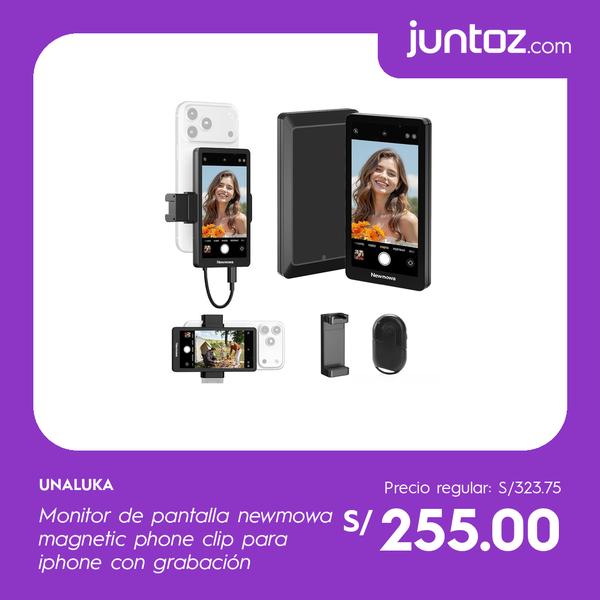 juntoz.com
Newmowa
Newmowa
UNALUKA
Monitor de pantalla newmowa
magnetic phone clip para
iphone con grabación
Precio regular: S/323.75
S/255.00